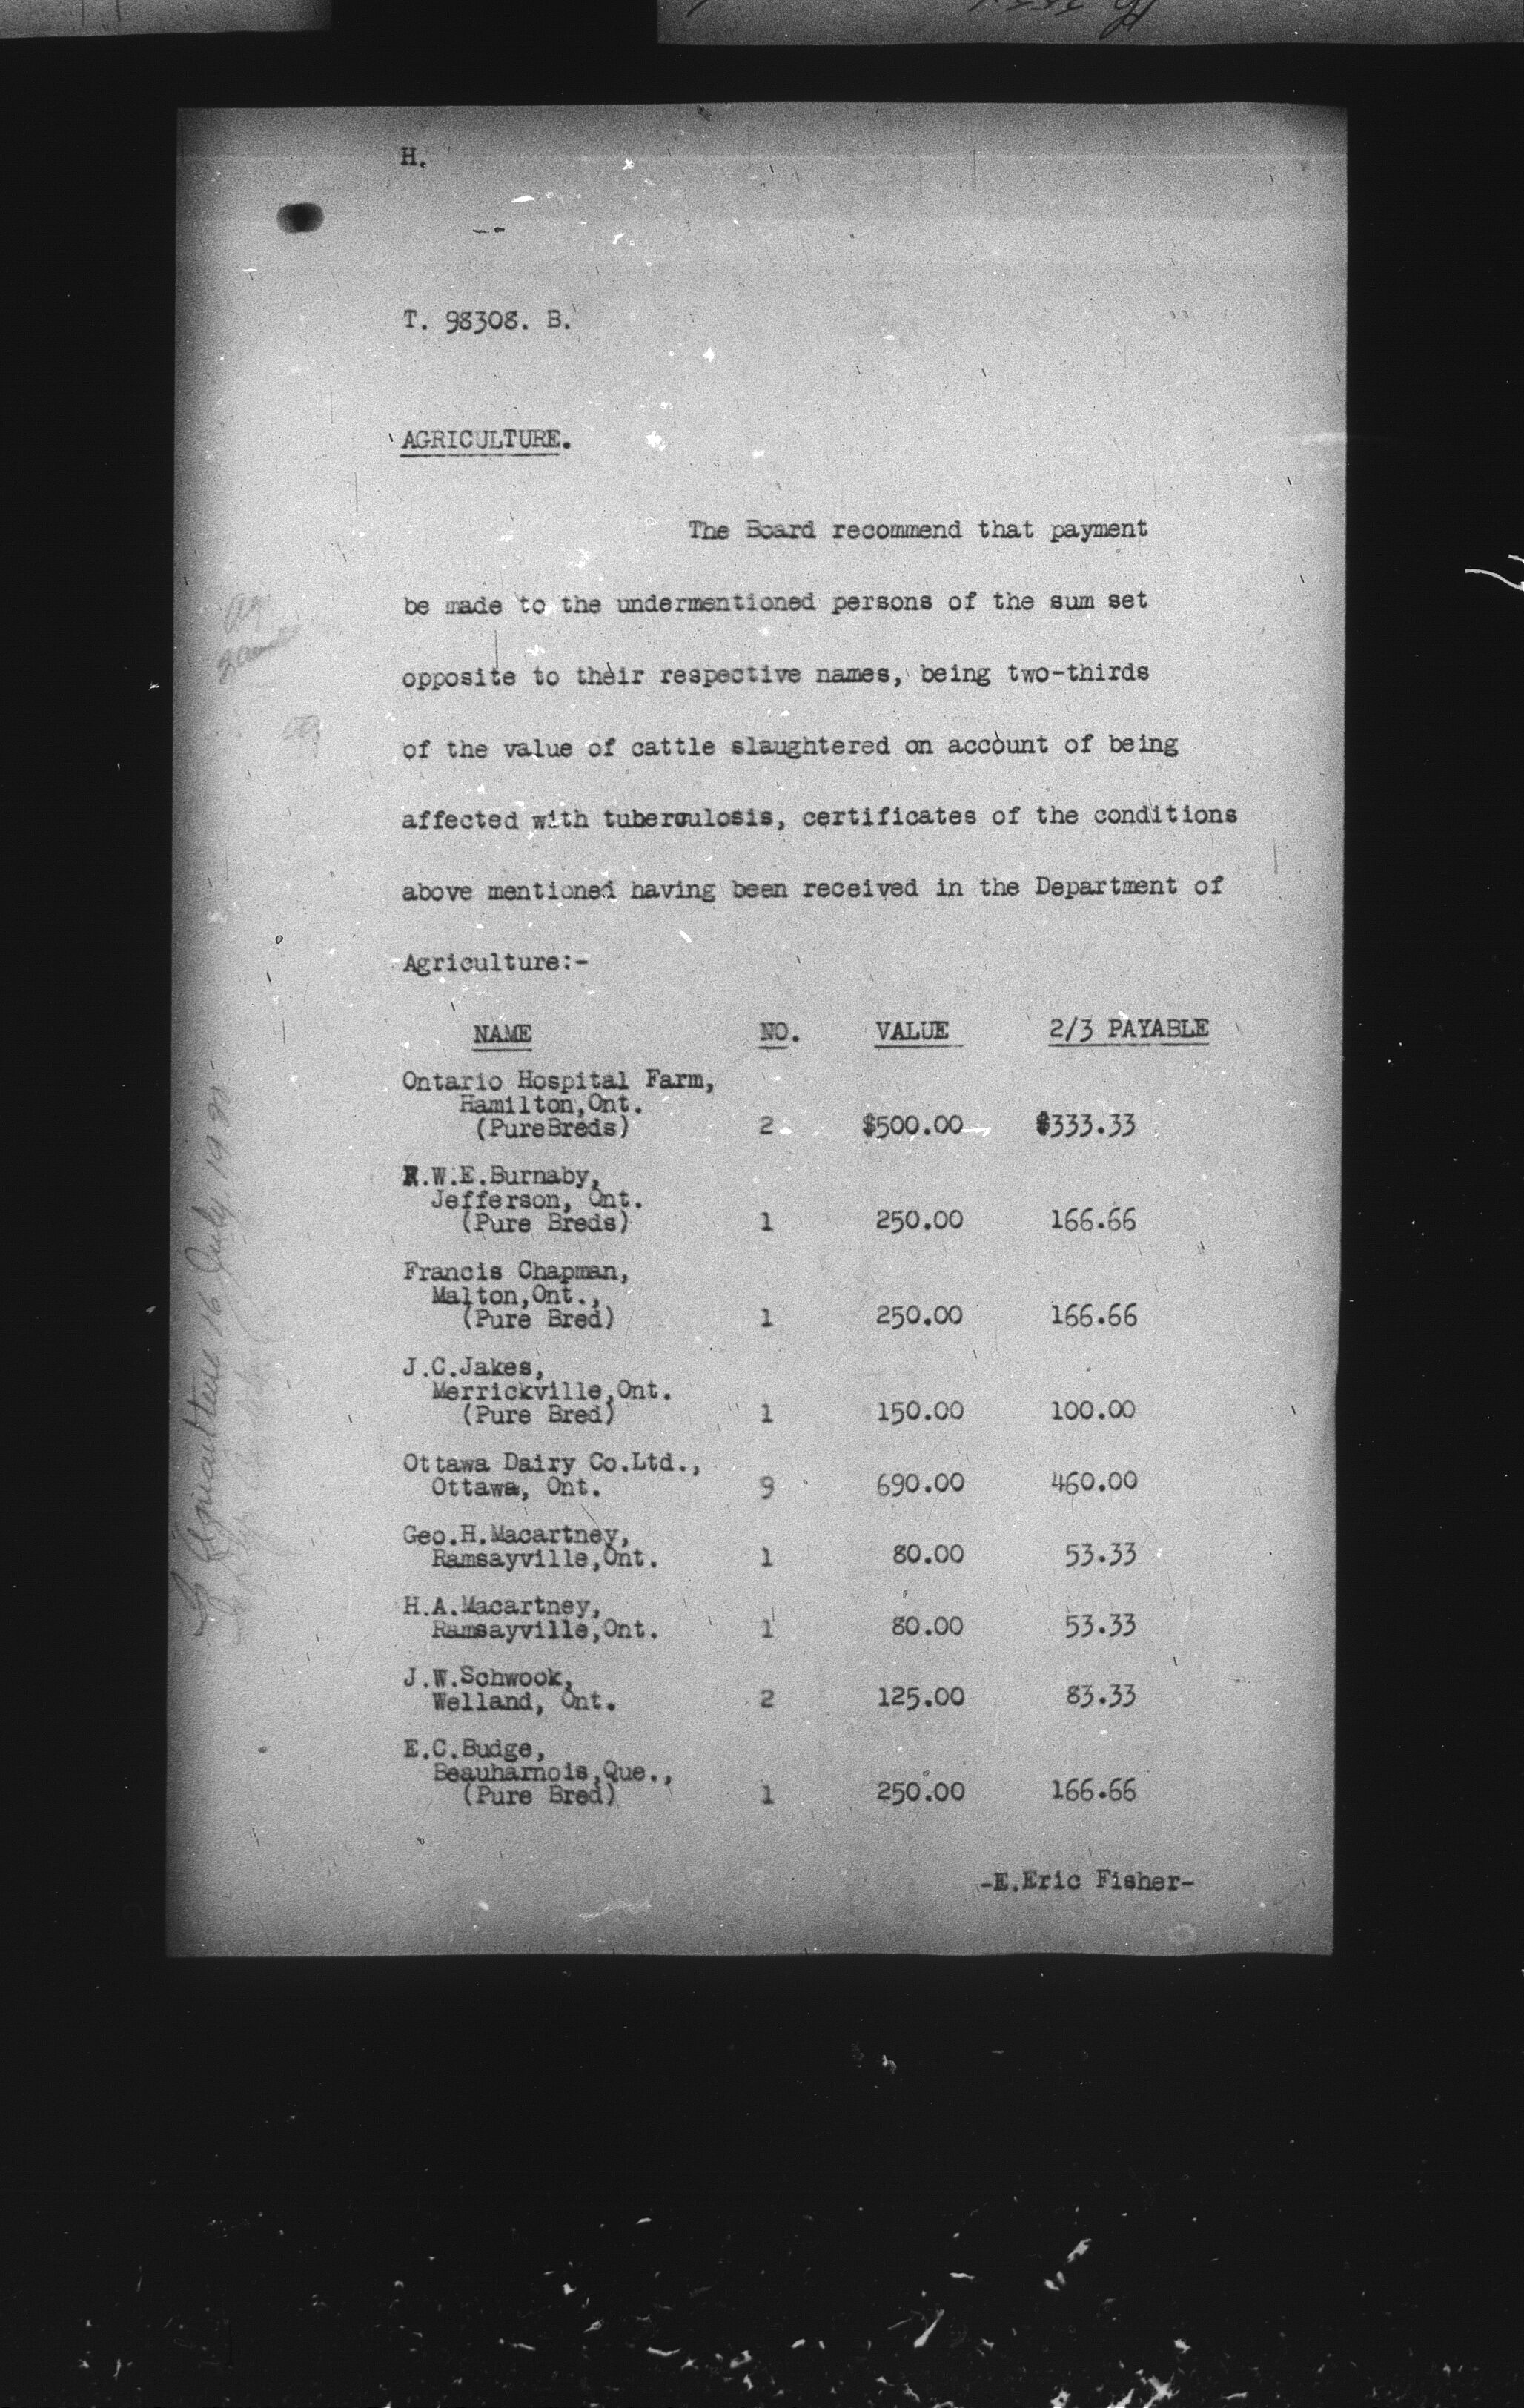 H.
T. 98308. B.
AGRICULTURE.
The Board recommend that payment
be made to the undermentioned persons of the sum set
opposite to their respective names, being two-thirds
of the value of cattle slaughtered on account of being
affected with tuberculosis, certificates of the conditions
above mentioned having been received in the Department of
Agriculture:-
NAME NO. VALUE 2/3 PAYABLE
Ontario Hospital Farm,
Hamilton,Ont.
(PureBreds) 2 $500.00 $333.33
R.W.E.Burnaby,
Jefferson, Ont.
(Pure Breds) 1 250.00 166.66
Francis Chapman,
Malton,Ont.,
(Pure Bred) 1 250.00 166.66
J.C.Jakes,
Merrickville,Ont.
(Pure Bred) 1 150.00 100.00
Ottawa Dairy Co.Ltd.,
Ottawa, Ont. 9 690.00 460.00
Geo.H.Macartney,
Ramsayville,Ont. 1 80.00 53.33
H.A.Macartney,
Ramsayville,Ont. 1 80.00 53.33
J.W.Schwook,
Welland, Ont. 2 125.00 83.33
E.C.Budge,
Beauharnois,Que.,
(Pure Bred) 1 250.00 166.66
-E.Eric Fisher-
Agriculture 16 July